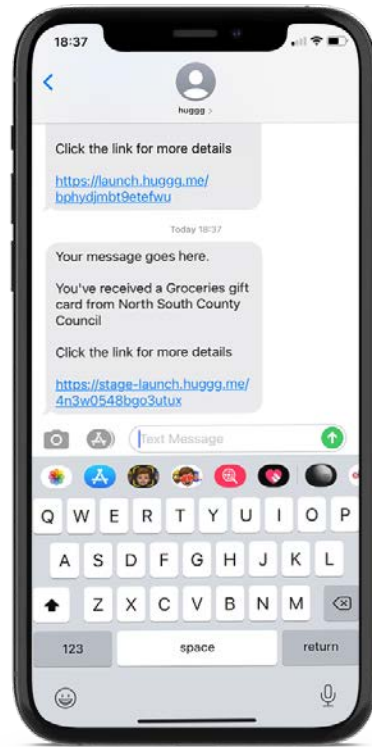 18:37
huggg >
Click the link for more details
https://launch.huggg.me/
bphydjmbt9etefwu
Today 18:37
Your message goes here.
You've received a Groceries gift
card from North South County
Council
Click the link for more details
https://stage-launch.huggg.me/
4n3w0548bgo3utux
Text Message
Q W E R T Y U I O P
A S D F G H J K L
Z X C V B N M
123 space return